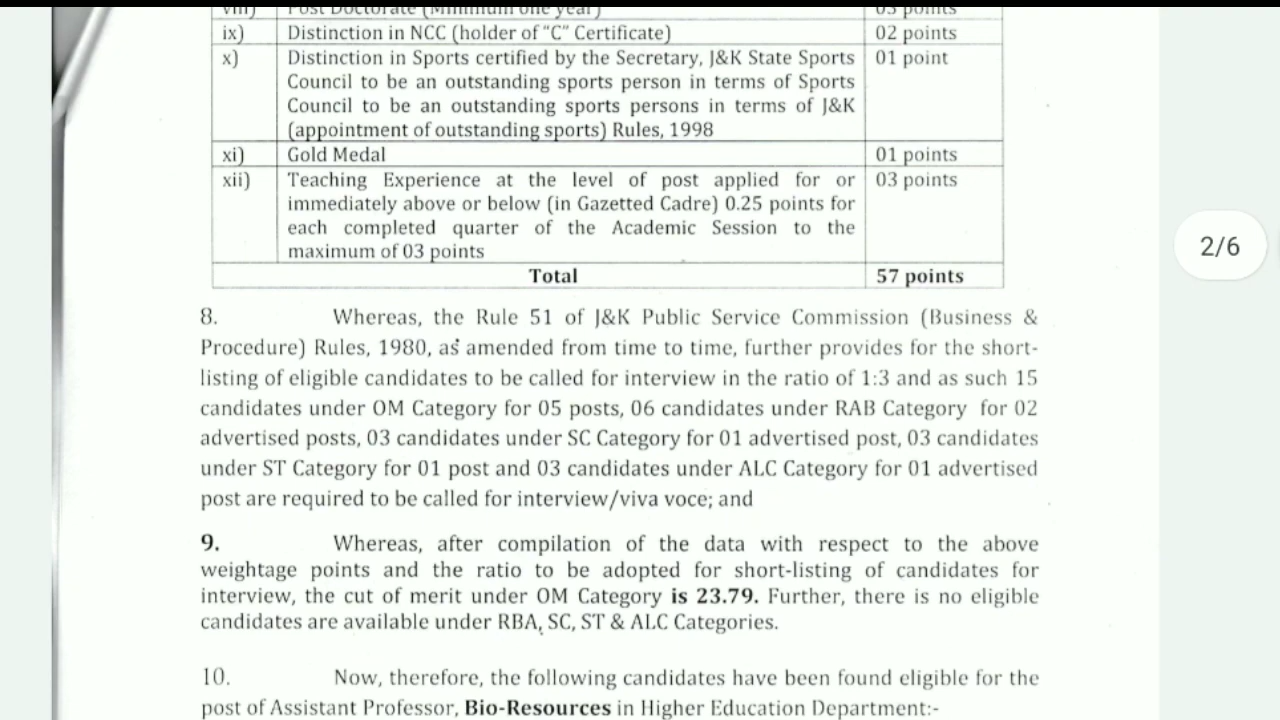 viii) Post Doctorate (Minimum one year) 03 points
ix) Distinction in NCC (holder of "C" Certificate) 02 points
x) Distinction in Sports certified by the Secretary, J&K State Sports 01 point
Council to be an outstanding sports person in terms of Sports
Council to be an outstanding sports persons in terms of J&K
(appointment of outstanding sports) Rules, 1998
xi) Gold Medal 01 points
xii) Teaching Experience at the level of post applied for or 03 points
immediately above or below (in Gazetted Cadre) 0.25 points for
each completed quarter of the Academic Session to the
maximum of 03 points
Total 57 points
2/6
8. Whereas, the Rule 51 of J&K Public Service Commission (Business &
Procedure) Rules, 1980, as amended from time to time, further provides for the short-
listing of eligible candidates to be called for interview in the ratio of 1:3 and as such 15
candidates under OM Category for 05 posts, 06 candidates under RAB Category for 02
advertised posts, 03 candidates under SC Category for 01 advertised post, 03 candidates
under ST Category for 01 post and 03 candidates under ALC Category for 01 advertised
post are required to be called for interview/viva voce; and
9. Whereas, after compilation of the data with respect to the above
weightage points and the ratio to be adopted for short-listing of candidates for
interview, the cut of merit under OM Category is 23.79. Further, there is no eligible
candidates are available under RBA, SC, ST & ALC Categories.
10. Now, therefore, the following candidates have been found eligible for the
post of Assistant Professor, Bio-Resources in Higher Education Department:-